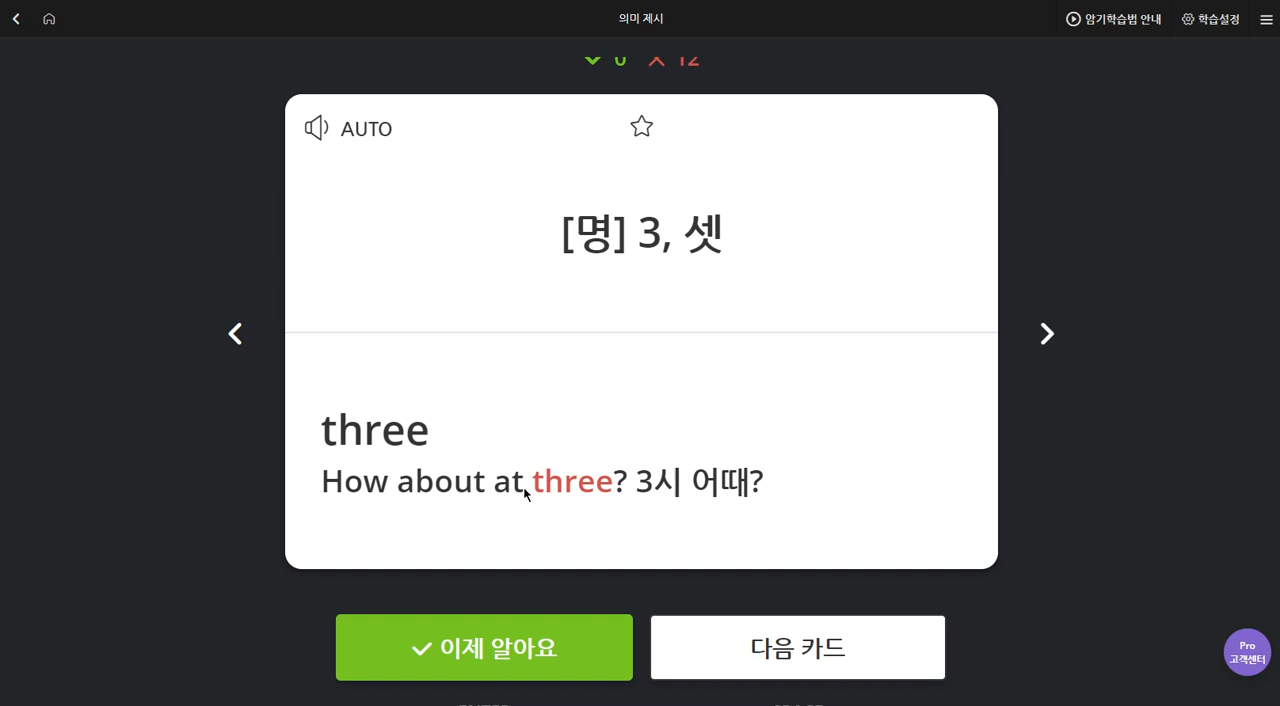 의미 제시
암기학습법 안내
학습설정
12
AUTO
[명] 3, 셋
three
How about at three? 3시 어때?
이제 알아요
다음 카드
Pro
고객센터